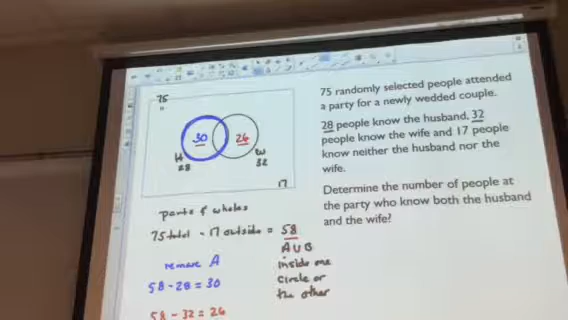 75 randomly selected people attended
a party for a newly wedded couple.
28 people know the husband, 32
people know the wife and 17 people
know neither the husband nor the
wife.
Determine the number of people at
the party who know both the husband
and the wife?
75
30
26
H
28
W
32
17
parts & wholes
75 total - 17 outside = 58
A U B
inside one
circle or
the other
remove A
58 - 28 = 30
58 - 32 = 26